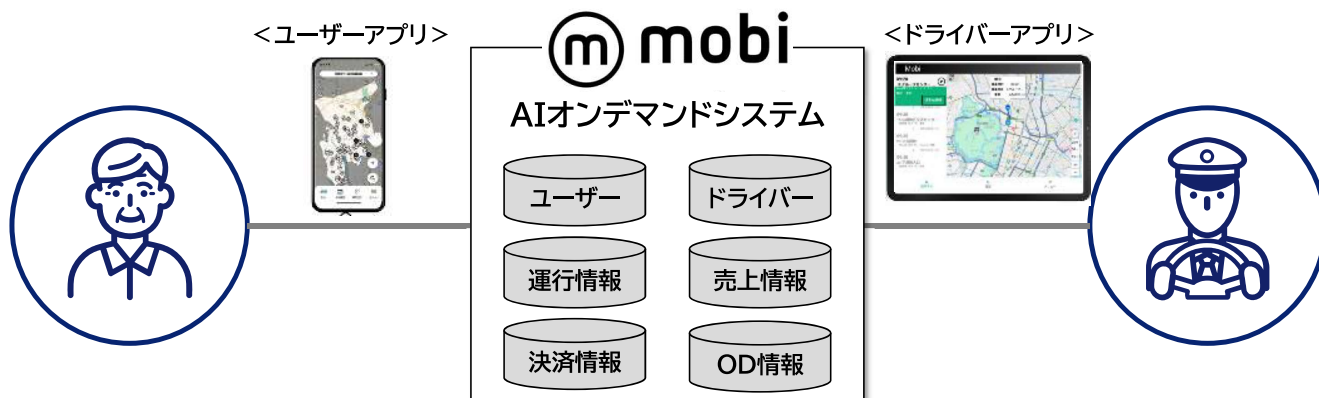 <ユーザーアプリ>
mobi
<ドライバーアプリ>
Mobi
AIオンデマンドシステム
ユーザー
ドライバー
運行情報
売上情報
決済情報
OD情報